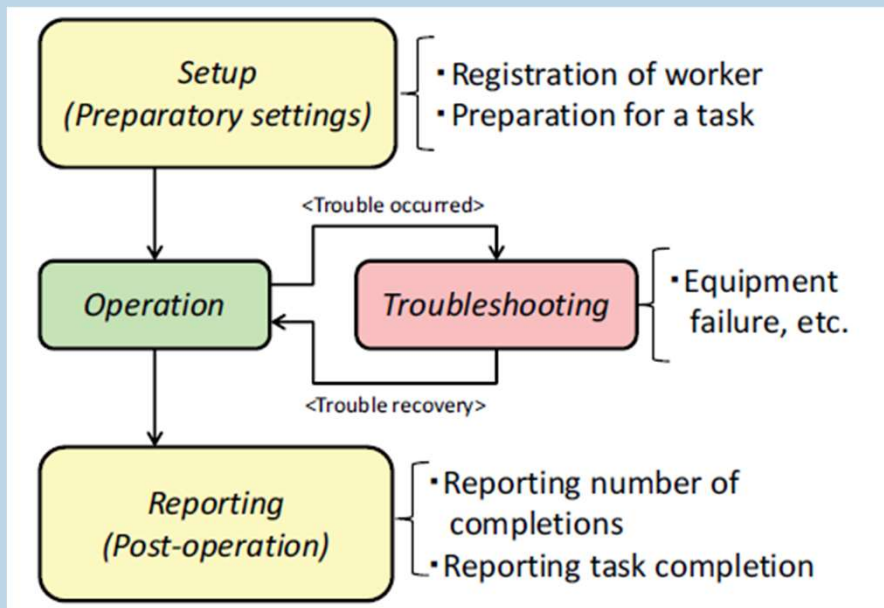 Setup
(Preparatory settings)
・Registration of worker
・Preparation for a task
<Trouble occurred>
Operation
Troubleshooting
・Equipment
failure, etc.
<Trouble recovery>
Reporting
(Post-operation)
・Reporting number of
completions
・Reporting task completion